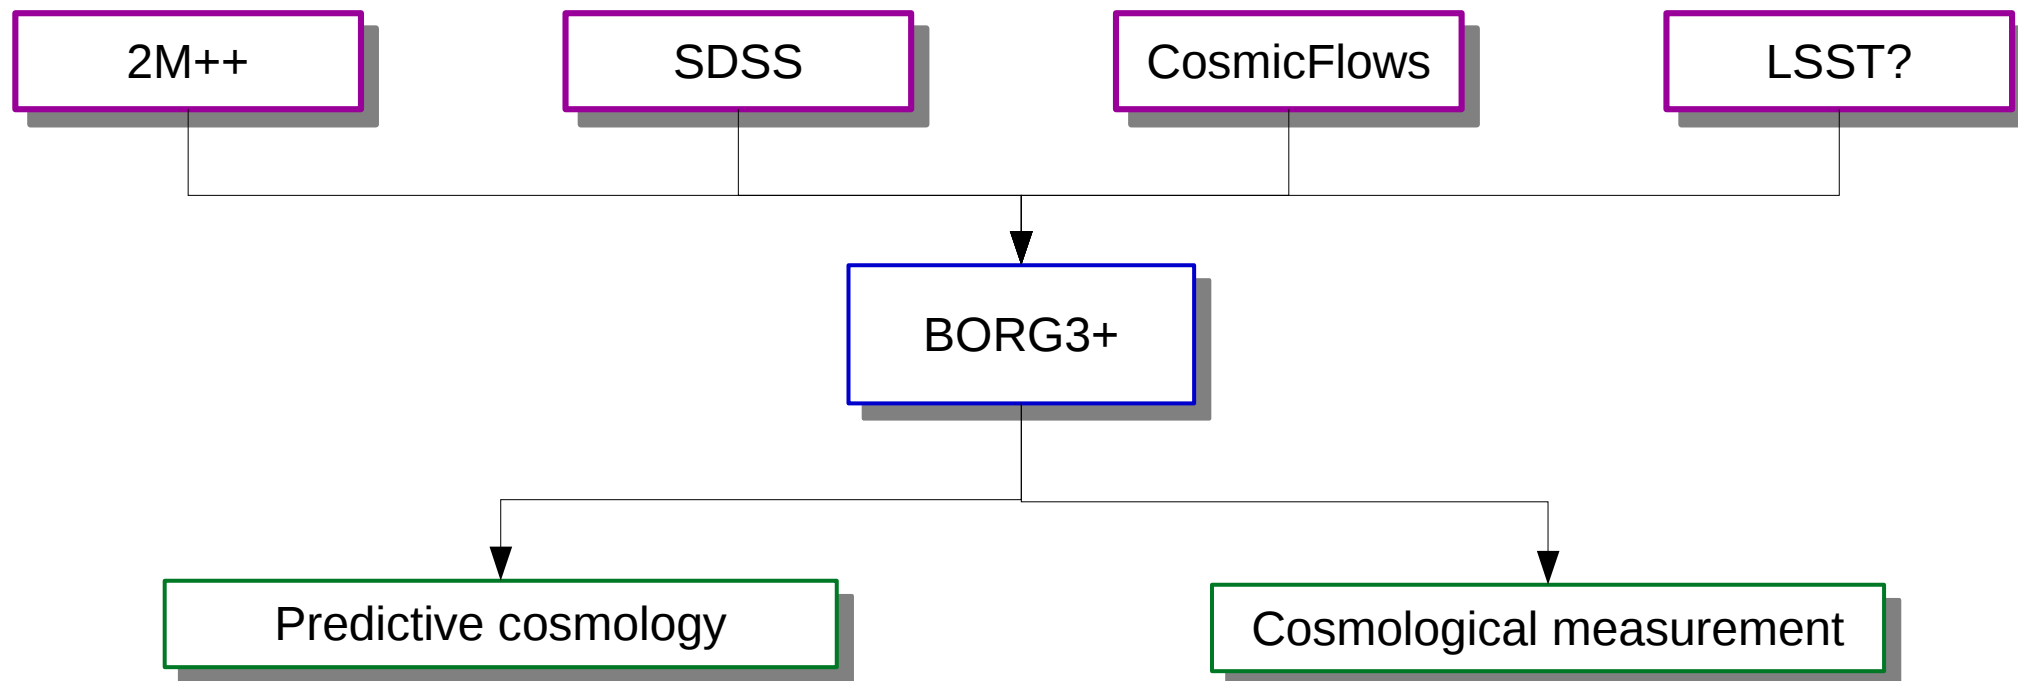 2M++
SDSS
CosmicFlows
LSST?
BORG3+
Predictive cosmology
Cosmological measurement